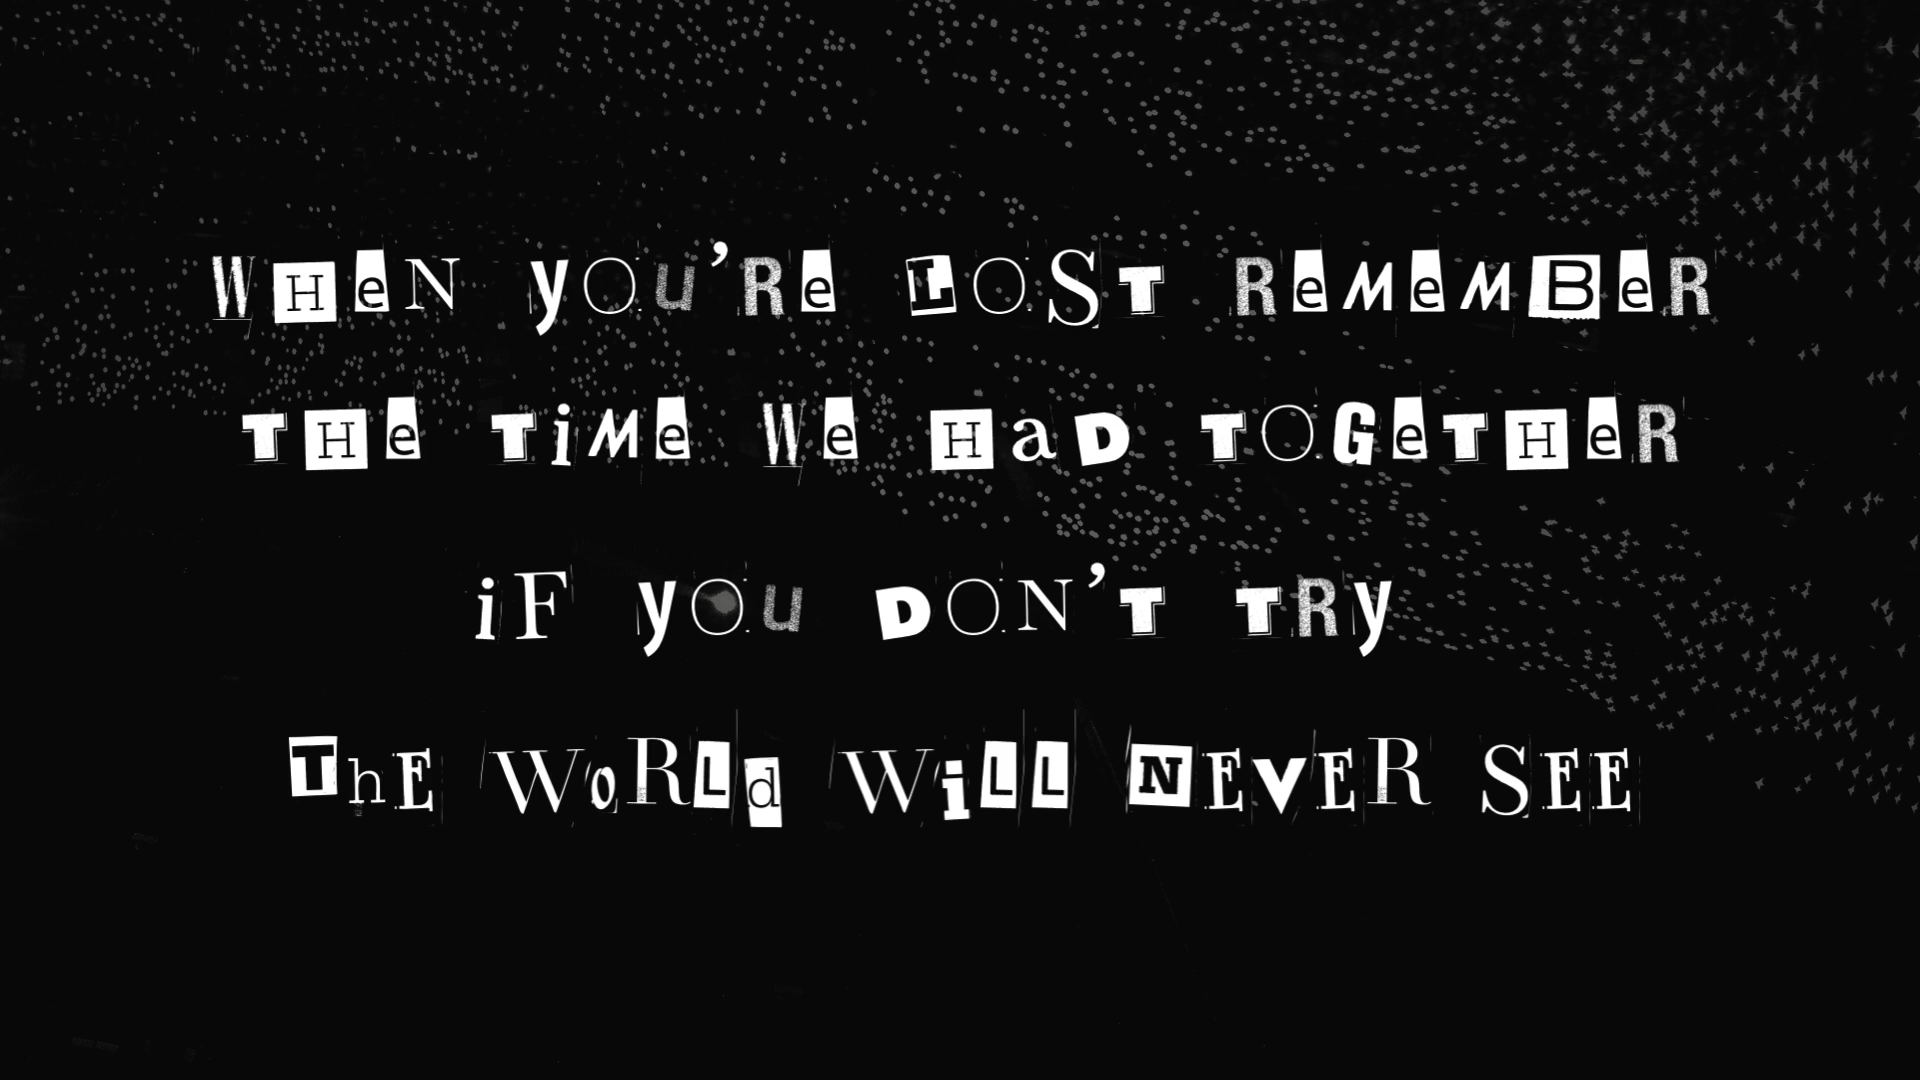 WHeN yOu'Re LOST ReMeMBeR
THe TiMe We HaD TOGeTHeR
iF yOu DON'T TRy
ThE WoRLd WiLL NEVER SEE